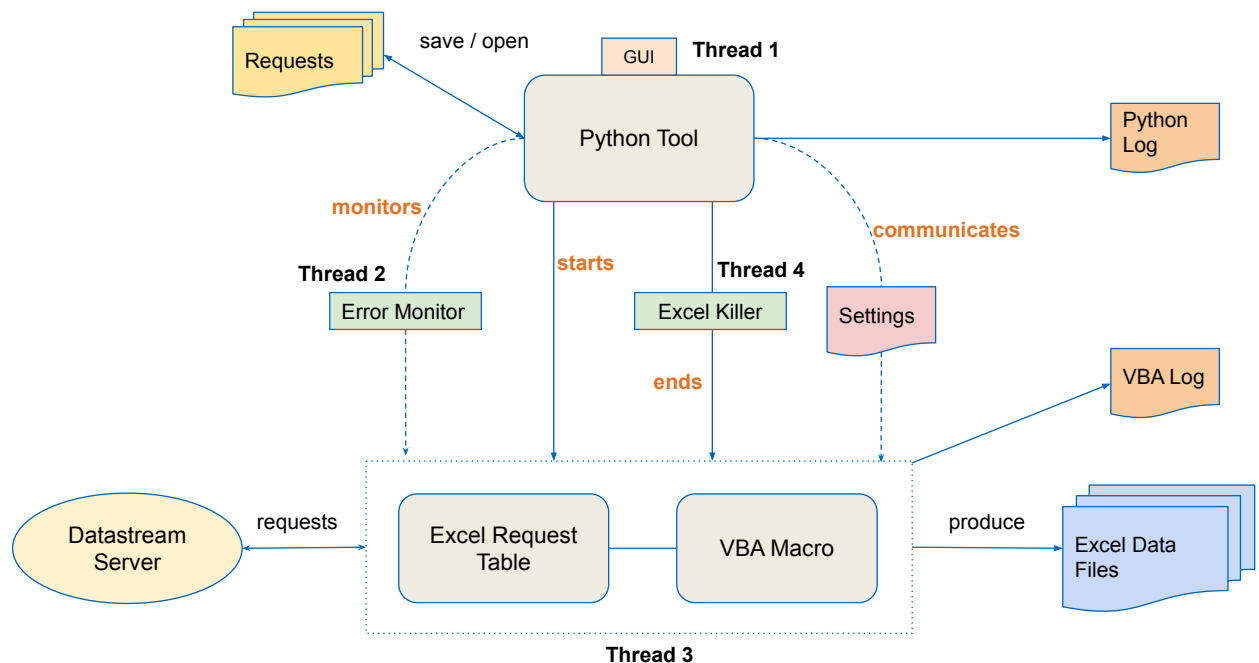 save / open
Thread 1
GUI
Requests
Python Tool
Python
Log
monitors
communicates
starts
Thread 2
Thread 4
Error Monitor
Excel Killer
Settings
ends
VBA Log
requests
produce
Datastream
Server
Excel Request
Table
VBA Macro
Excel Data
Files
Thread 3